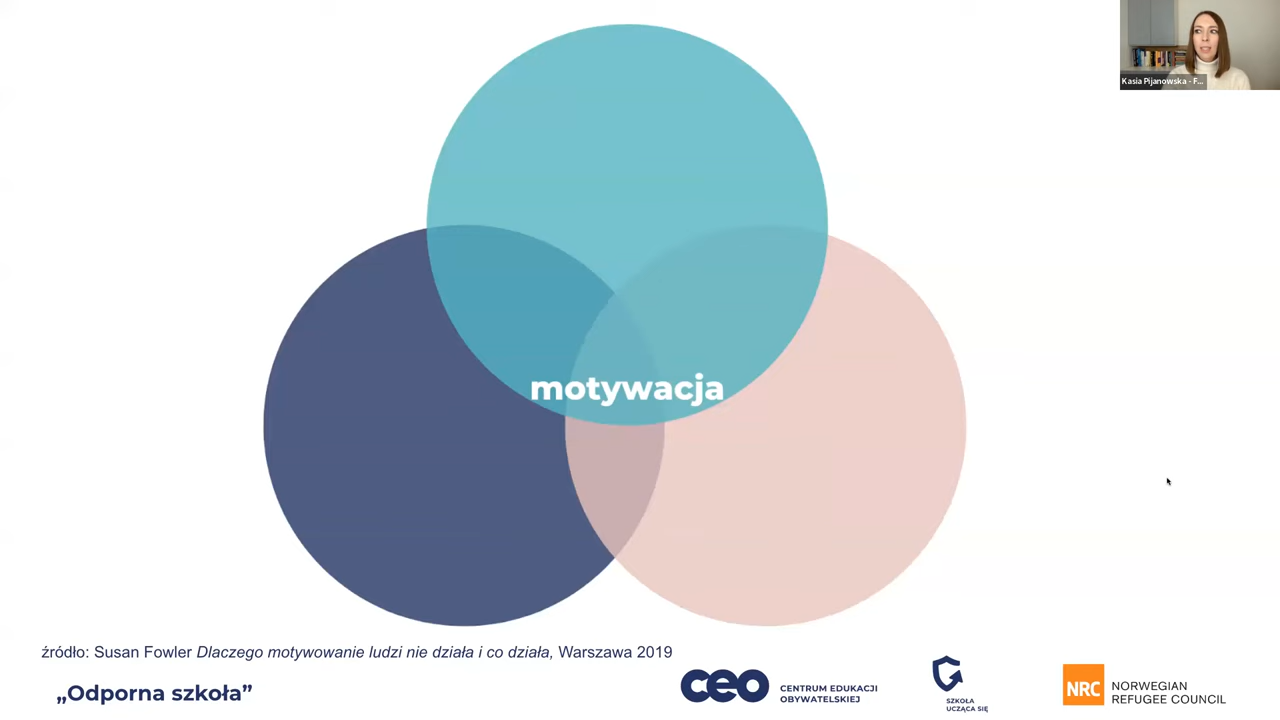 Kasia Pijanowska - F...
motywacja
źródło: Susan Fowler Dlaczego motywowanie ludzi nie działa i co działa, Warszawa 2019
„Odporna szkoła”
ceo
CENTRUM EDUKACJI
OBYWATELSKIEJ
SZKOŁA
UCZĄCA SIĘ
NRC
NORWEGIAN
REFUGEE COUNCIL